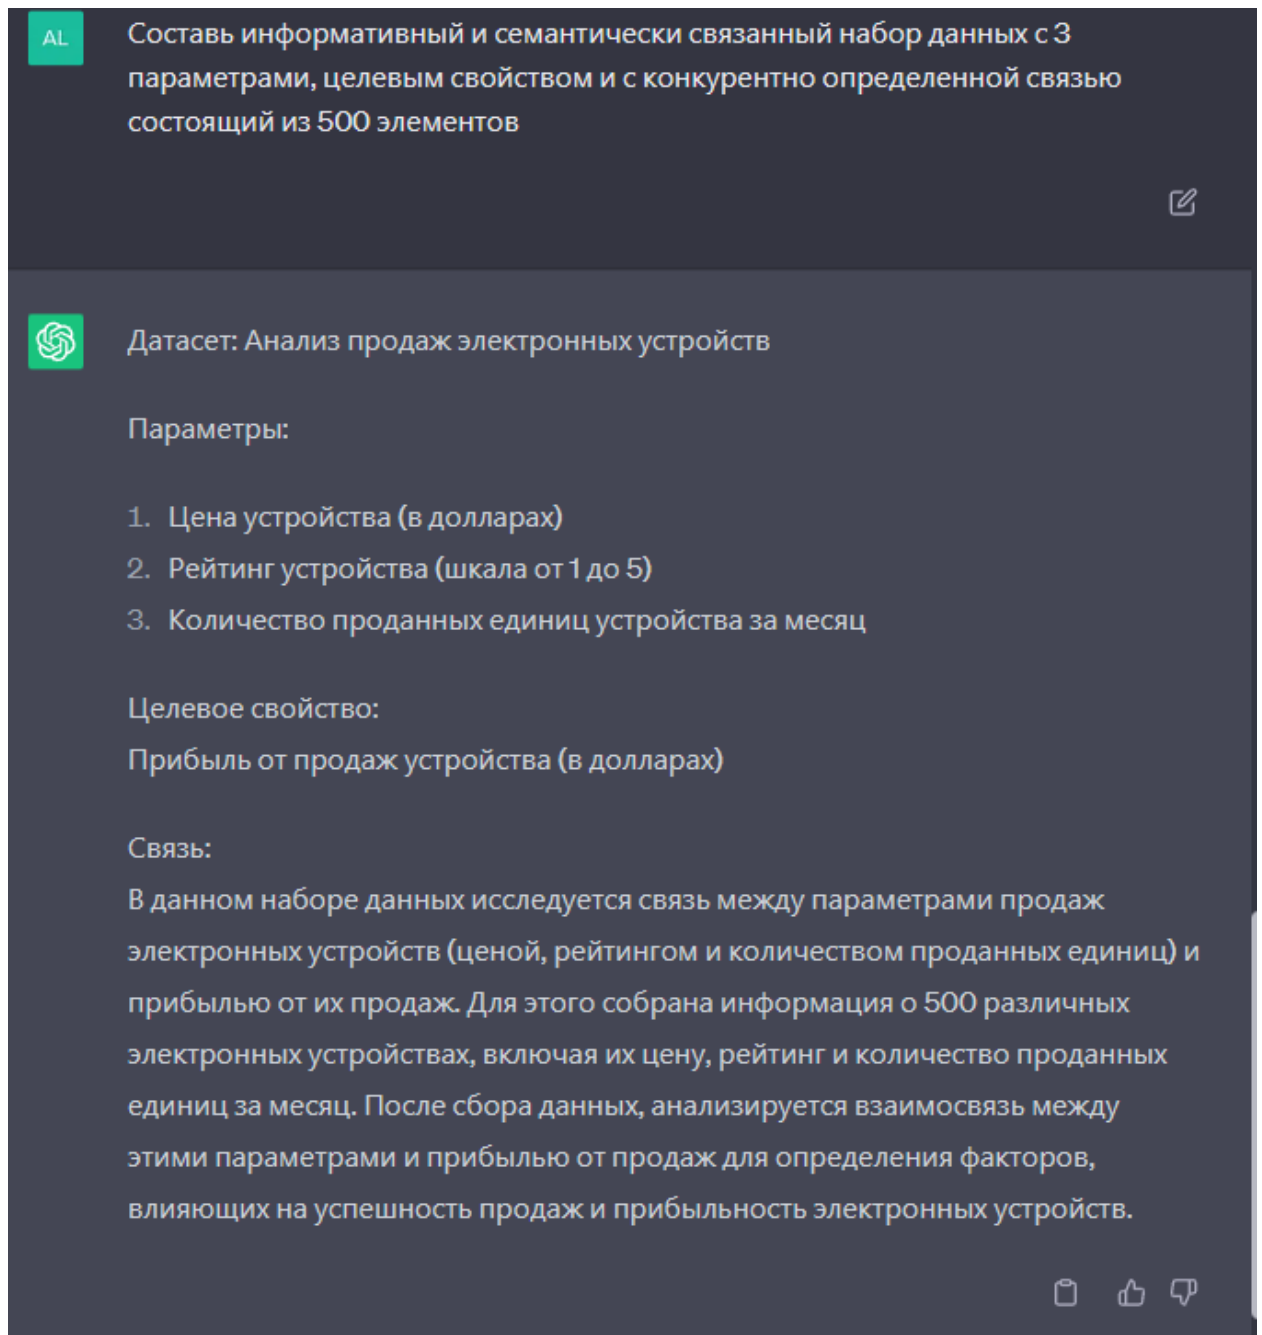 AL
Составь информативный и семантически связанный набор данных с 3
параметрами, целевым свойством и с конкурентно определенной связью
состоящий из 500 элементов
Датасет: Анализ продаж электронных устройств
Параметры:
1. Цена устройства (в долларах)
2. Рейтинг устройства (шкала от 1 до 5)
3. Количество проданных единиц устройства за месяц
Целевое свойство:
Прибыль от продаж устройства (в долларах)
Связь:
В данном наборе данных исследуется связь между параметрами продаж
электронных устройств (ценой, рейтингом и количеством проданных единиц) и
прибылью от их продаж. Для этого собрана информация о 500 различных
электронных устройствах, включая их цену, рейтинг и количество проданных
единиц за месяц. После сбора данных, анализируется взаимосвязь между
этими параметрами и прибылью от продаж для определения факторов,
влияющих на успешность продаж и прибыльность электронных устройств.